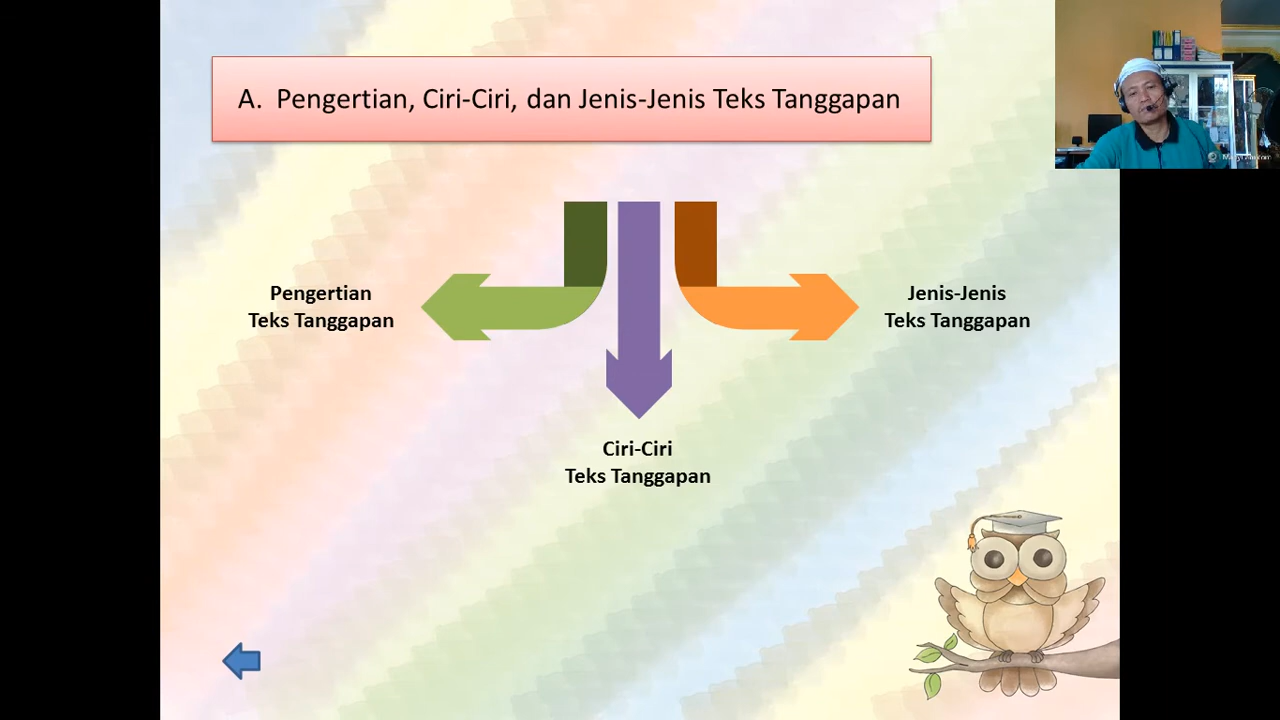 A. Pengertian, Ciri-Ciri, dan Jenis-Jenis Teks Tanggapan
Pengertian
Teks Tanggapan
Jenis-Jenis
Teks Tanggapan
Ciri-Ciri
Teks Tanggapan